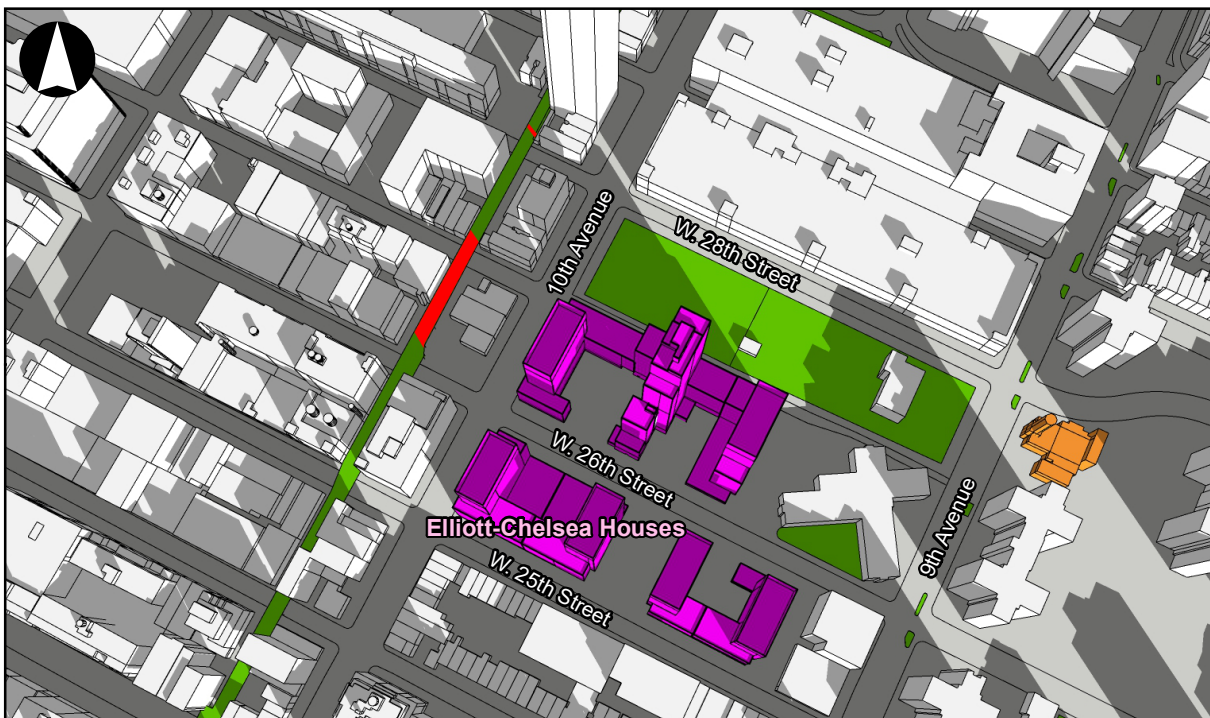 W. 28th Street
10th Avenue
W. 26th Street
9th Avenue
Elliott-Chelsea Houses
W. 25th Street